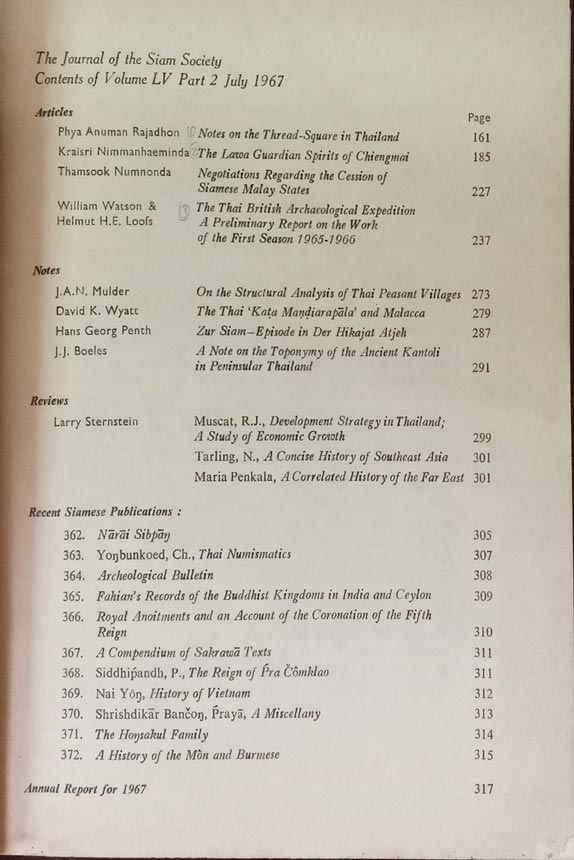 The Journal of the Siam Society
Contents of Volume LV Part 2 July 1967
Articles
Page
Phya Anuman Rajadhon Notes on the Thread-Square in Thailand 161
Kraisri Nimmanhaeminda The Lawa Guardian Spirits of Chiengmai 185
Thamsook Numnonda Negotiations Regarding the Cession of
Siamese Malay States 227
William Watson & The Thai British Archaeological Expedition
Helmut H.E. Loofs A Preliminary Report on the Work
of the First Season 1965-1966 237
Notes
J.A.N. Mulder On the Structural Analysis of Thai Peasant Villages 273
David K. Wyatt The Thai 'Kaṭa Maṇḍiarapāla' and Malacca 279
Hans Georg Penth Zur Siam—Episode in Der Hikajat Atjeh 287
J.J. Boeles A Note on the Toponymy of the Ancient Kantoli
in Peninsular Thailand 291
Reviews
Larry Sternstein Muscat, R.J., Development Strategy in Thailand;
A Study of Economic Growth 299
Tarling, N., A Concise History of Southeast Asia 301
Maria Penkala, A Correlated History of the Far East 301
Recent Siamese Publications :
362. Nārāi Sibpāŋ 305
363. Yoŋbunkoed, Ch., Thai Numismatics 307
364. Archeological Bulletin 308
365. Fahian's Records of the Buddhist Kingdoms in India and Ceylon 309
366. Royal Anoitments and an Account of the Coronation of the Fifth
Reign 310
367. A Compendium of Sakrawā Texts 311
368. Siddhiṕandh, P., The Reign of Ṕra Čômklao 311
369. Nai Yôŋ, History of Vietnam 312
370. Shrishdikār Bančoŋ, Ṕrayā, A Miscellany 313
371. The Hoŋsakul Family 314
372. A History of the Môn and Burmese 315
Annual Report for 1967 317